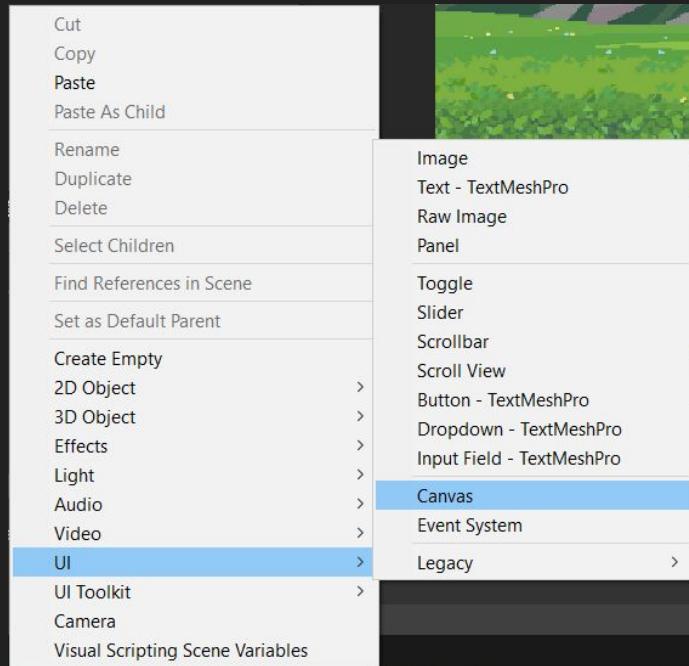 Cut
Copy
Paste
Paste As Child
Rename
Duplicate
Delete
Select Children
Find References in Scene
Set as Default Parent
Create Empty
2D Object
3D Object
Effects
Light
Audio
Video
UI
UI Toolkit
Camera
Visual Scripting Scene Variables
Image
Text - TextMeshPro
Raw Image
Panel
Toggle
Slider
Scrollbar
Scroll View
Button - TextMeshPro
Dropdown - TextMeshPro
Input Field - TextMeshPro
Canvas
Event System
Legacy